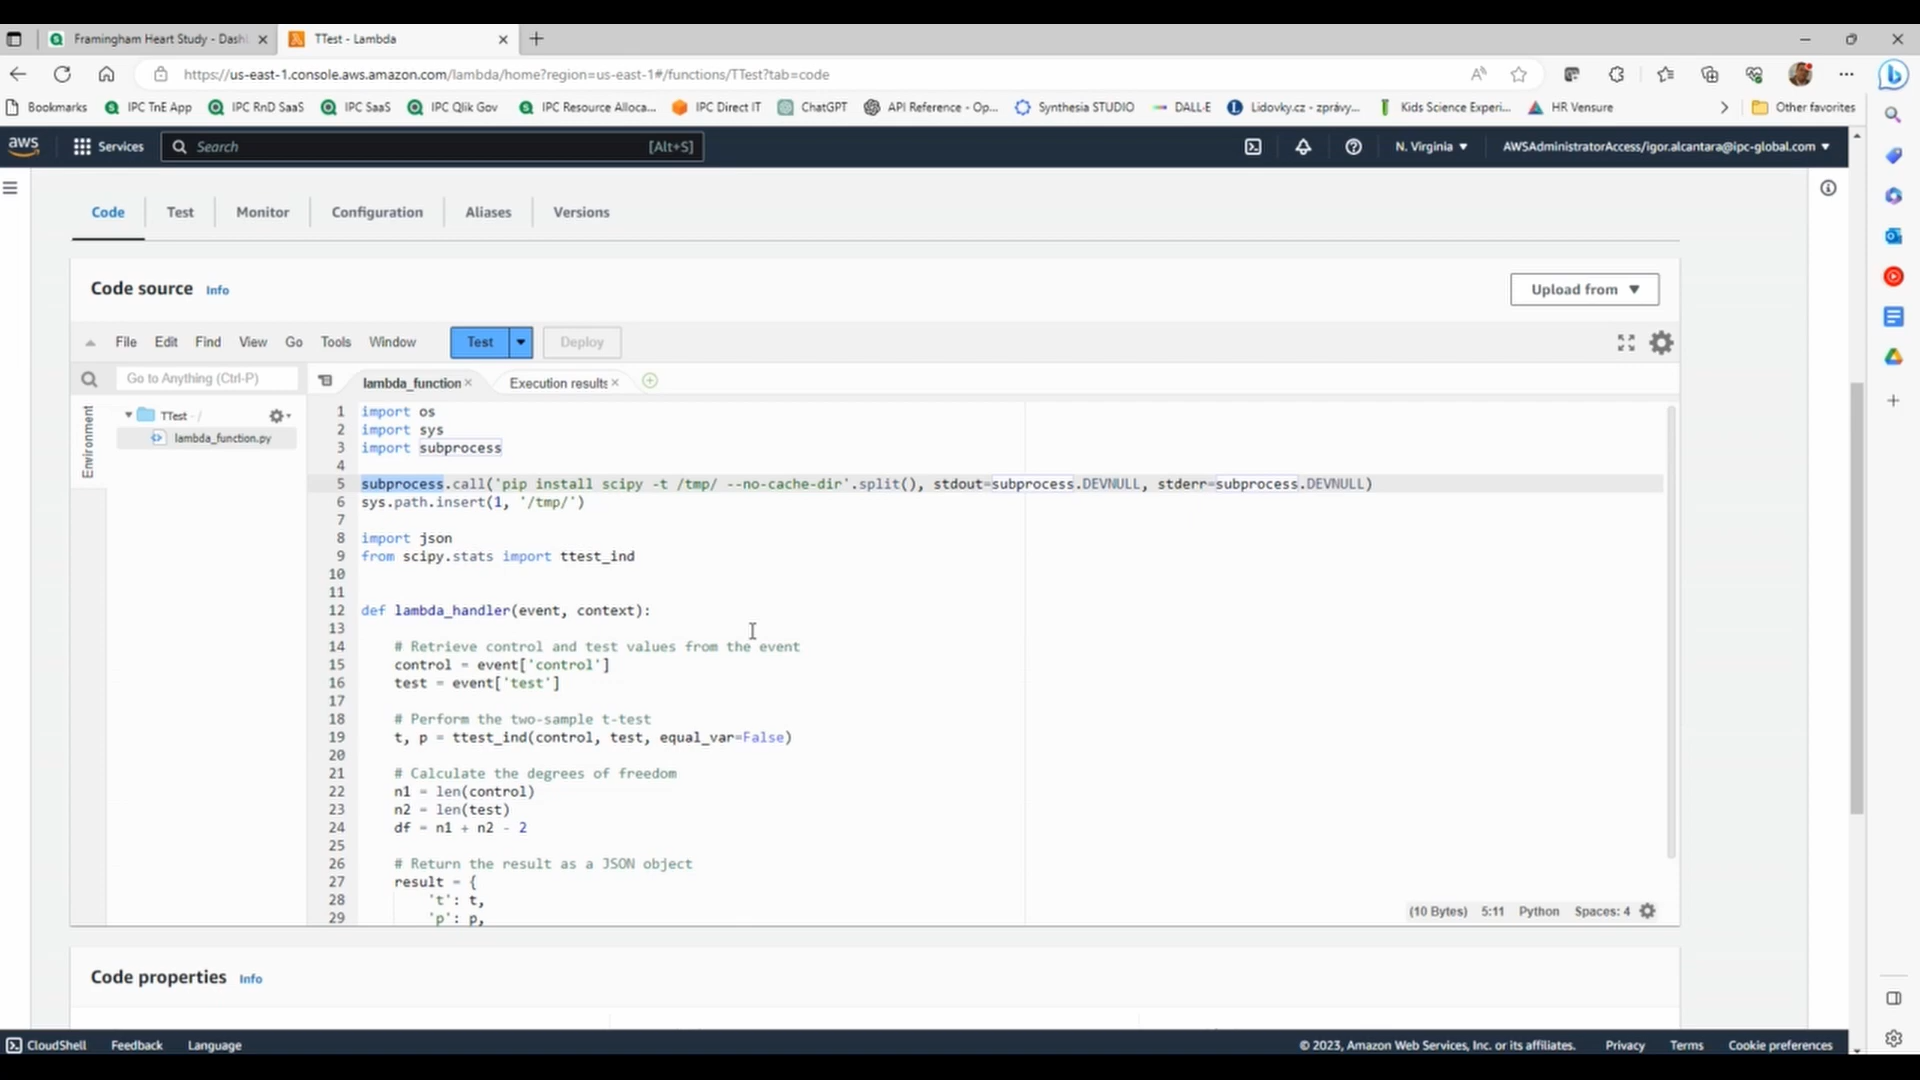 Framingham Heart Study - Dash
TTest - Lambda
https://us-east-1.console.aws.amazon.com/lambda/home?region=us-east-1#/functions/TTest?tab=code
Bookmarks
IPC TnE App
IPC RnD SaaS
IPC SaaS
IPC Qlik Gov
IPC Resource Alloca...
IPC Direct IT
ChatGPT
API Reference - Op...
Synthesia STUDIO
DALL·E
Lidovky.cz - zprávy...
Kids Science Experi...
HR Vensure
Other favorites
aws
Services
Search
[Alt+S]
N. Virginia
AWSAdministratorAccess/igor.alcantara@ipc-global.com
Code
Test
Monitor
Configuration
Aliases
Versions
Code source Info
Upload from
File
Edit
Find
View
Go
Tools
Window
Test
Deploy
Go to Anything (Ctrl-P)
lambda_function
Execution results
Environment
TTest - /
lambda_function.py
1 import os
2 import sys
3 import subprocess
4
5 subprocess.call('pip install scipy -t /tmp/ --no-cache-dir'.split(), stdout=subprocess.DEVNULL, stderr=subprocess.DEVNULL)
6 sys.path.insert(1, '/tmp/')
7
8 import json
9 from scipy.stats import ttest_ind
10
11
12 def lambda_handler(event, context):
13
14 # Retrieve control and test values from the event
15 control = event['control']
16 test = event['test']
17
18 # Perform the two-sample t-test
19 t, p = ttest_ind(control, test, equal_var=False)
20
21 # Calculate the degrees of freedom
22 n1 = len(control)
23 n2 = len(test)
24 df = n1 + n2 - 2
25
26 # Return the result as a JSON object
27 result = {
28 't': t,
29 'p': p,
(10 Bytes) 5:11 Python Spaces: 4
Code properties Info
CloudShell
Feedback
Language
© 2023, Amazon Web Services, Inc. or its affiliates.
Privacy
Terms
Cookie preferences